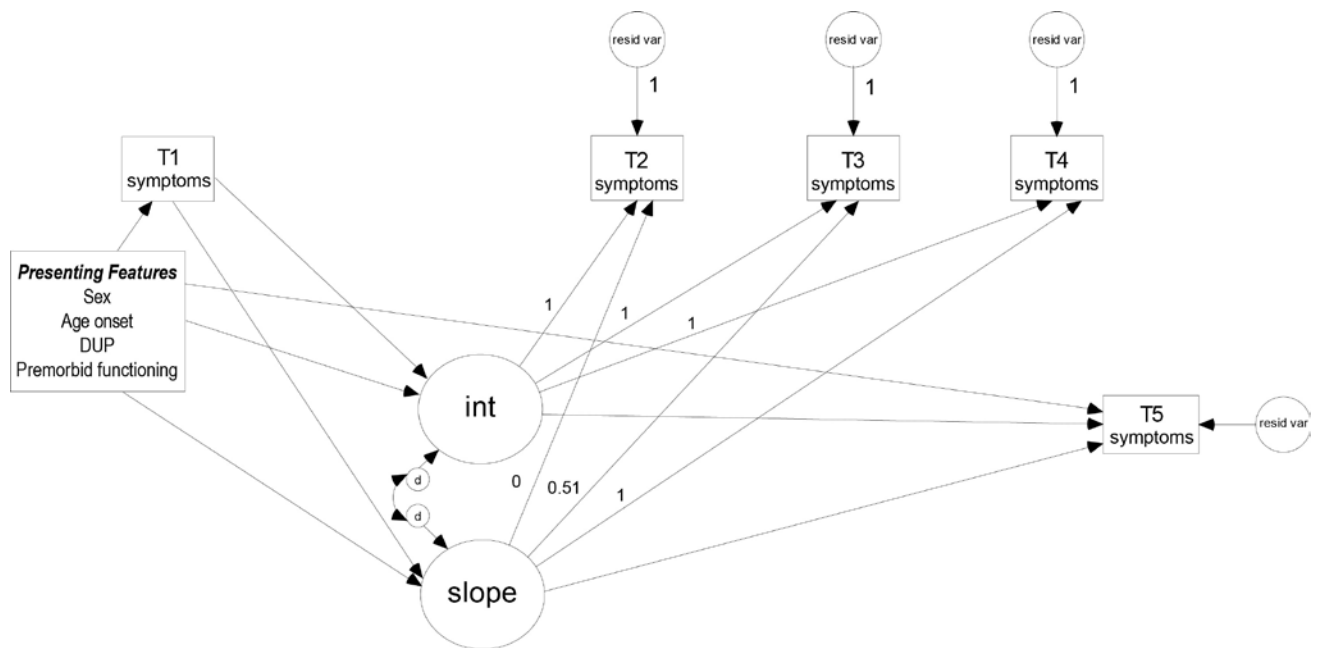 resid var
resid var
resid var
1
1
1
T1
symptoms
T2
symptoms
T3
symptoms
T4
symptoms
Presenting Features
Sex
Age onset
DUP
Premorbid functioning
1
1
1
int
T5
symptoms
resid var
d
d
0
0.51
1
slope